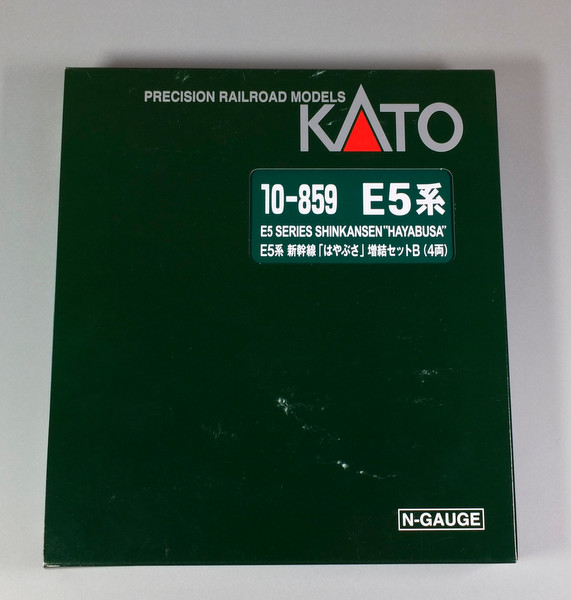 PRECISION RAILROAD MODELS
KATO
10-859 E5系
E5 SERIES SHINKANSEN"HAYABUSA"
E5系 新幹線「はやぶさ」増結セットB（4両）
N-GAUGE